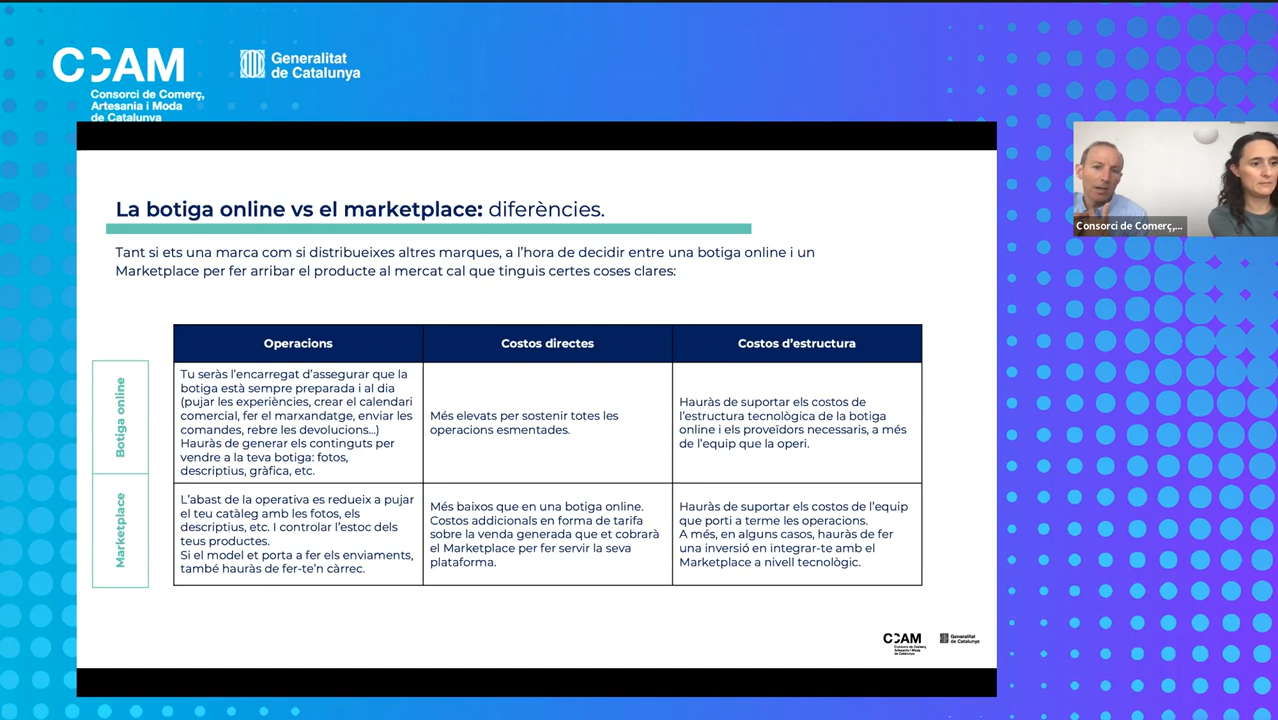 CCAM
Consorci de Comerç,
Artesania i Moda
de Catalunya
Generalitat
de Catalunya
Consorci de Comerç,...
La botiga online vs el marketplace: diferències.
Tant si ets una marca com si distribueixes altres marques, a l’hora de decidir entre una botiga online i un
Marketplace per fer arribar el producte al mercat cal que tinguis certes coses clares:
Operacions
Costos directes
Costos d’estructura
Botiga online
Tu seràs l’encarregat d’assegurar que la
botiga està sempre preparada i al dia
(pujar les experiències, crear el calendari
comercial, fer el marxandatge, enviar les
comandes, rebre les devolucions...)
Hauràs de generar els continguts per
vendre a la teva botiga: fotos,
descriptius, gràfica, etc.
Més elevats per sostenir totes les
operacions esmentades.
Hauràs de suportar els costos de
l’estructura tecnològica de la botiga
online i els proveïdors necessaris, a més
de l’equip que la operi.
Marketplace
L’abast de la operativa es redueix a pujar
el teu catàleg amb les fotos, els
descriptius, etc. I controlar l’estoc dels
teus productes.
Si el model et porta a fer els enviaments,
també hauràs de fer-te’n càrrec.
Més baixos que en una botiga online.
Costos addicionals en forma de tarifa
sobre la venda generada que et cobrarà
el Marketplace per fer servir la seva
plataforma.
Hauràs de suportar els costos de l’equip
que porti a terme les operacions.
A més, en alguns casos, hauràs de fer
una inversió en integrar-te amb el
Marketplace a nivell tecnològic.
CCAM
Consorci de Comerç,
Artesania i Moda
de Catalunya
Generalitat
de Catalunya